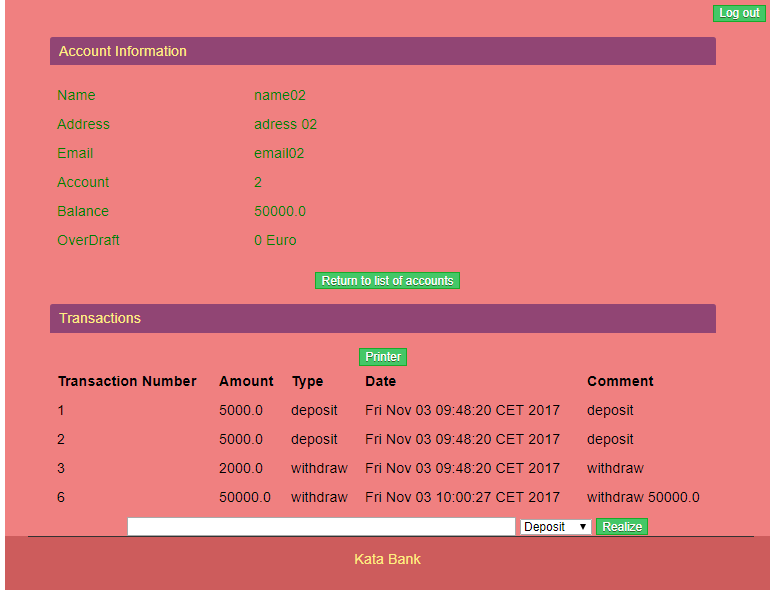 Log out
Account Information
Name name02
Address adress 02
Email email02
Account 2
Balance 50000.0
OverDraft 0 Euro
Return to list of accounts
Transactions
Printer
Transaction Number Amount Type Date Comment
1 5000.0 deposit Fri Nov 03 09:48:20 CET 2017 deposit
2 5000.0 deposit Fri Nov 03 09:48:20 CET 2017 deposit
3 2000.0 withdraw Fri Nov 03 09:48:20 CET 2017 withdraw
6 50000.0 withdraw Fri Nov 03 10:00:27 CET 2017 withdraw 50000.0
Deposit Realize
Kata Bank